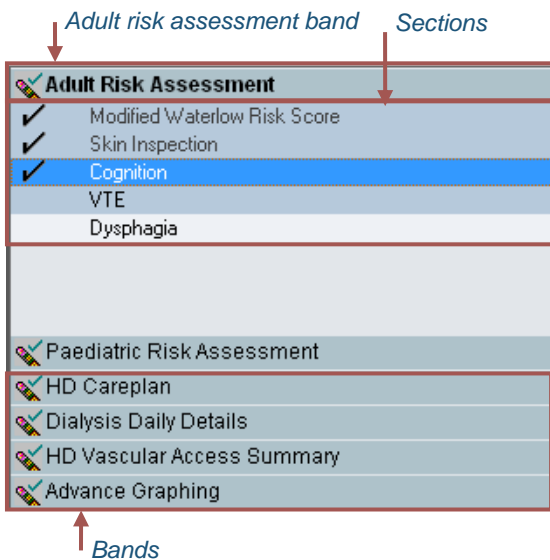 Adult risk assessment band Sections
Adult Risk Assessment
Modified Waterlow Risk Score
Skin Inspection
Cognition
VTE
Dysphagia
Paediatric Risk Assessment
HD Careplan
Dialysis Daily Details
HD Vascular Access Summary
Advance Graphing
Bands